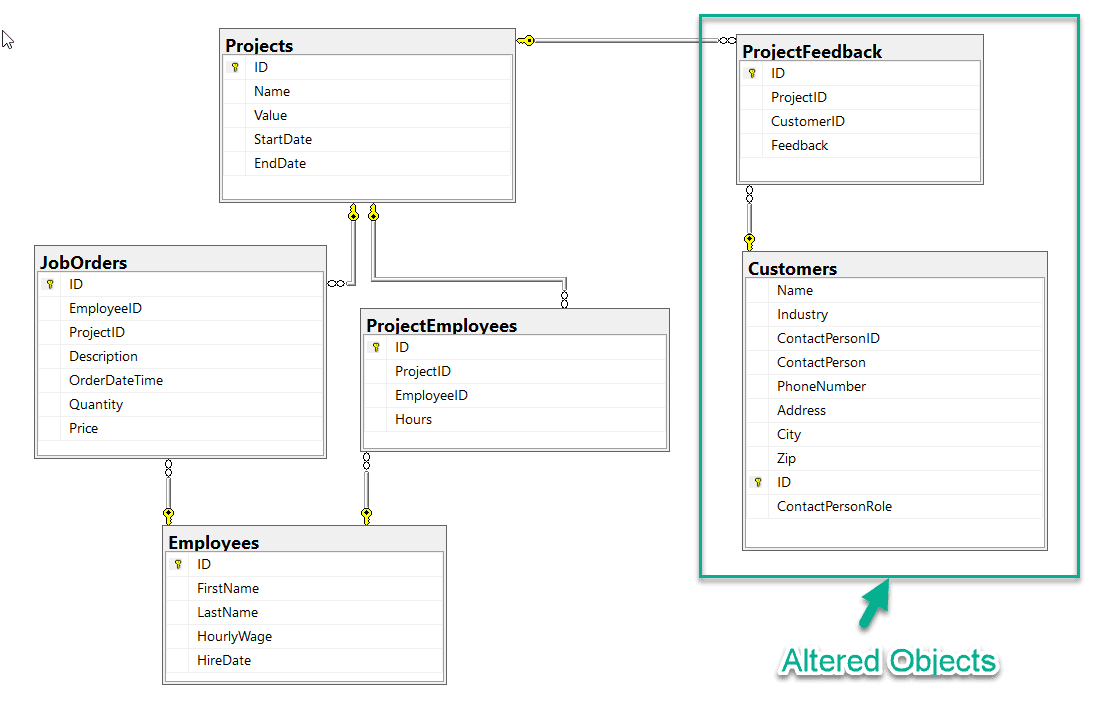 Projects
ID
Name
Value
StartDate
EndDate
ProjectFeedback
ID
ProjectID
CustomerID
Feedback
JobOrders
ID
EmployeeID
ProjectID
Description
OrderDateTime
Quantity
Price
ProjectEmployees
ID
ProjectID
EmployeeID
Hours
Customers
Name
Industry
ContactPersonID
ContactPerson
PhoneNumber
Address
City
Zip
ID
ContactPersonRole
Employees
ID
FirstName
LastName
HourlyWage
HireDate
Altered Objects